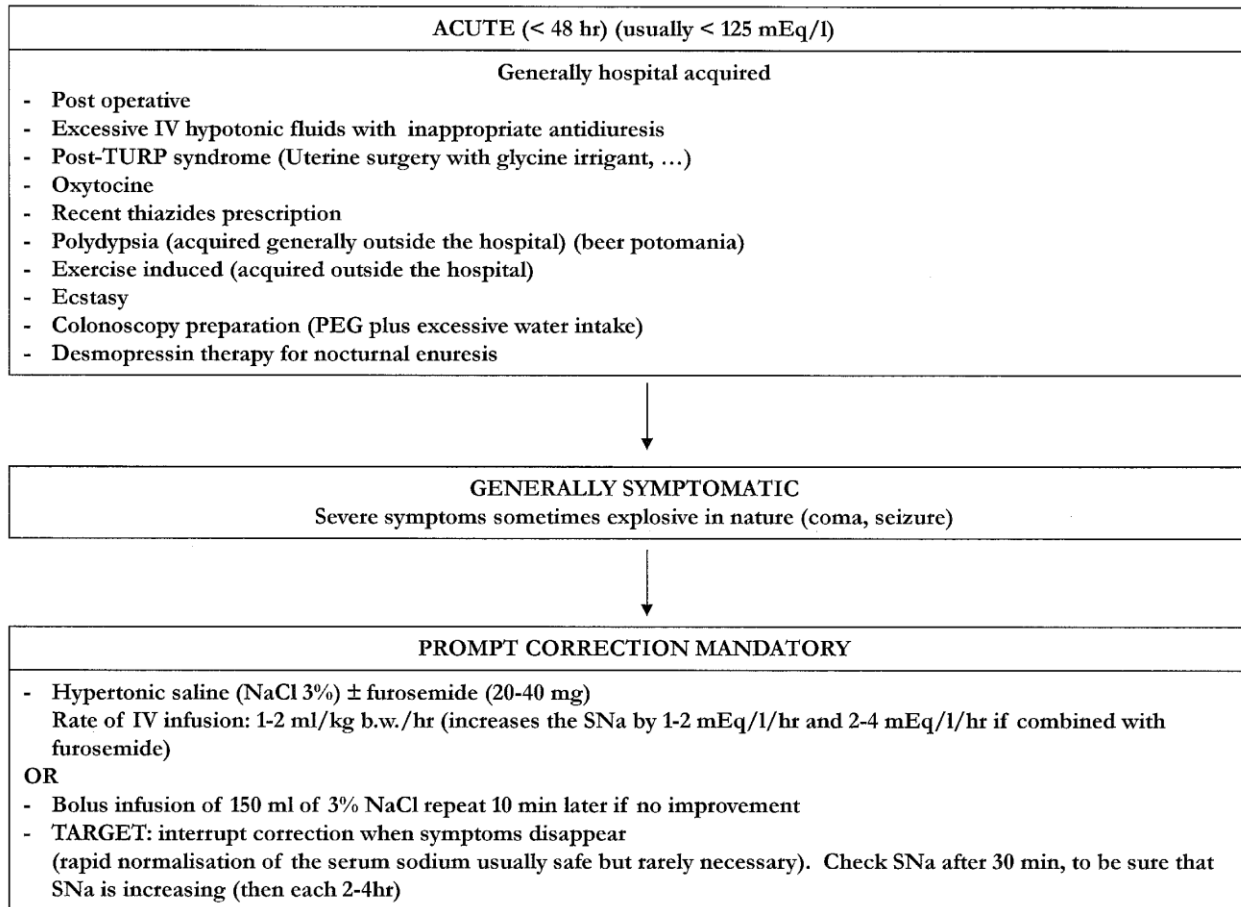 ACUTE (< 48 hr) (usually < 125 mEq/l)
Generally hospital acquired
- Post operative
- Excessive IV hypotonic fluids with inappropriate antidiuresis
- Post-TURP syndrome (Uterine surgery with glycine irrigant, …)
- Oxytocine
- Recent thiazides prescription
- Polydypsia (acquired generally outside the hospital) (beer potomania)
- Exercise induced (acquired outside the hospital)
- Ecstasy
- Colonoscopy preparation (PEG plus excessive water intake)
- Desmopressin therapy for nocturnal enuresis
GENERALLY SYMPTOMATIC
Severe symptoms sometimes explosive in nature (coma, seizure)
PROMPT CORRECTION MANDATORY
- Hypertonic saline (NaCl 3%) ± furosemide (20-40 mg)
Rate of IV infusion: 1-2 ml/kg b.w./hr (increases the SNa by 1-2 mEq/l/hr and 2-4 mEq/l/hr if combined with
furosemide)
OR
- Bolus infusion of 150 ml of 3% NaCl repeat 10 min later if no improvement
- TARGET: interrupt correction when symptoms disappear
(rapid normalisation of the serum sodium usually safe but rarely necessary). Check SNa after 30 min, to be sure that
SNa is increasing (then each 2-4hr)